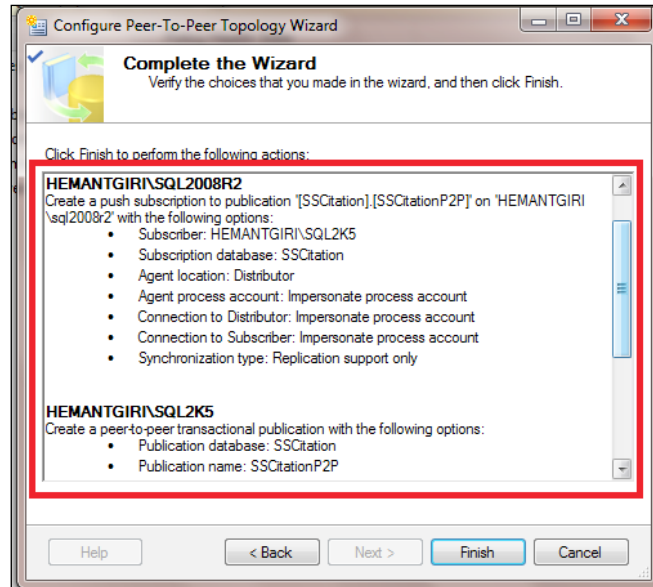 Configure Peer-To-Peer Topology Wizard
Complete the Wizard
Verify the choices that you made in the wizard, and then click Finish.
Click Finish to perform the following actions:
HEMANTGIRI\SQL2008R2
Create a push subscription to publication '[SSCitation].[SSCitationP2P]' on 'HEMANTGIRI
\sql2008r2' with the following options:
• Subscriber: HEMANTGIRI\SQL2K5
• Subscription database: SSCitation
• Agent location: Distributor
• Agent process account: Impersonate process account
• Connection to Distributor: Impersonate process account
• Connection to Subscriber: Impersonate process account
• Synchronization type: Replication support only
HEMANTGIRI\SQL2K5
Create a peer-to-peer transactional publication with the following options:
• Publication database: SSCitation
• Publication name: SSCitationP2P
Help
< Back
Next >
Finish
Cancel